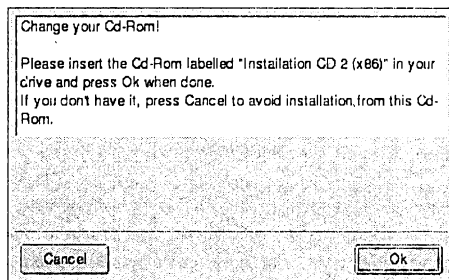 Change your Cd-Rom!
Please insert the Cd-Rom labelled "Installation CD 2 (x86)" in your
drive and press Ok when done.
If you don't have it, press Cancel to avoid installation from this Cd-
Rom.
Cancel
Ok